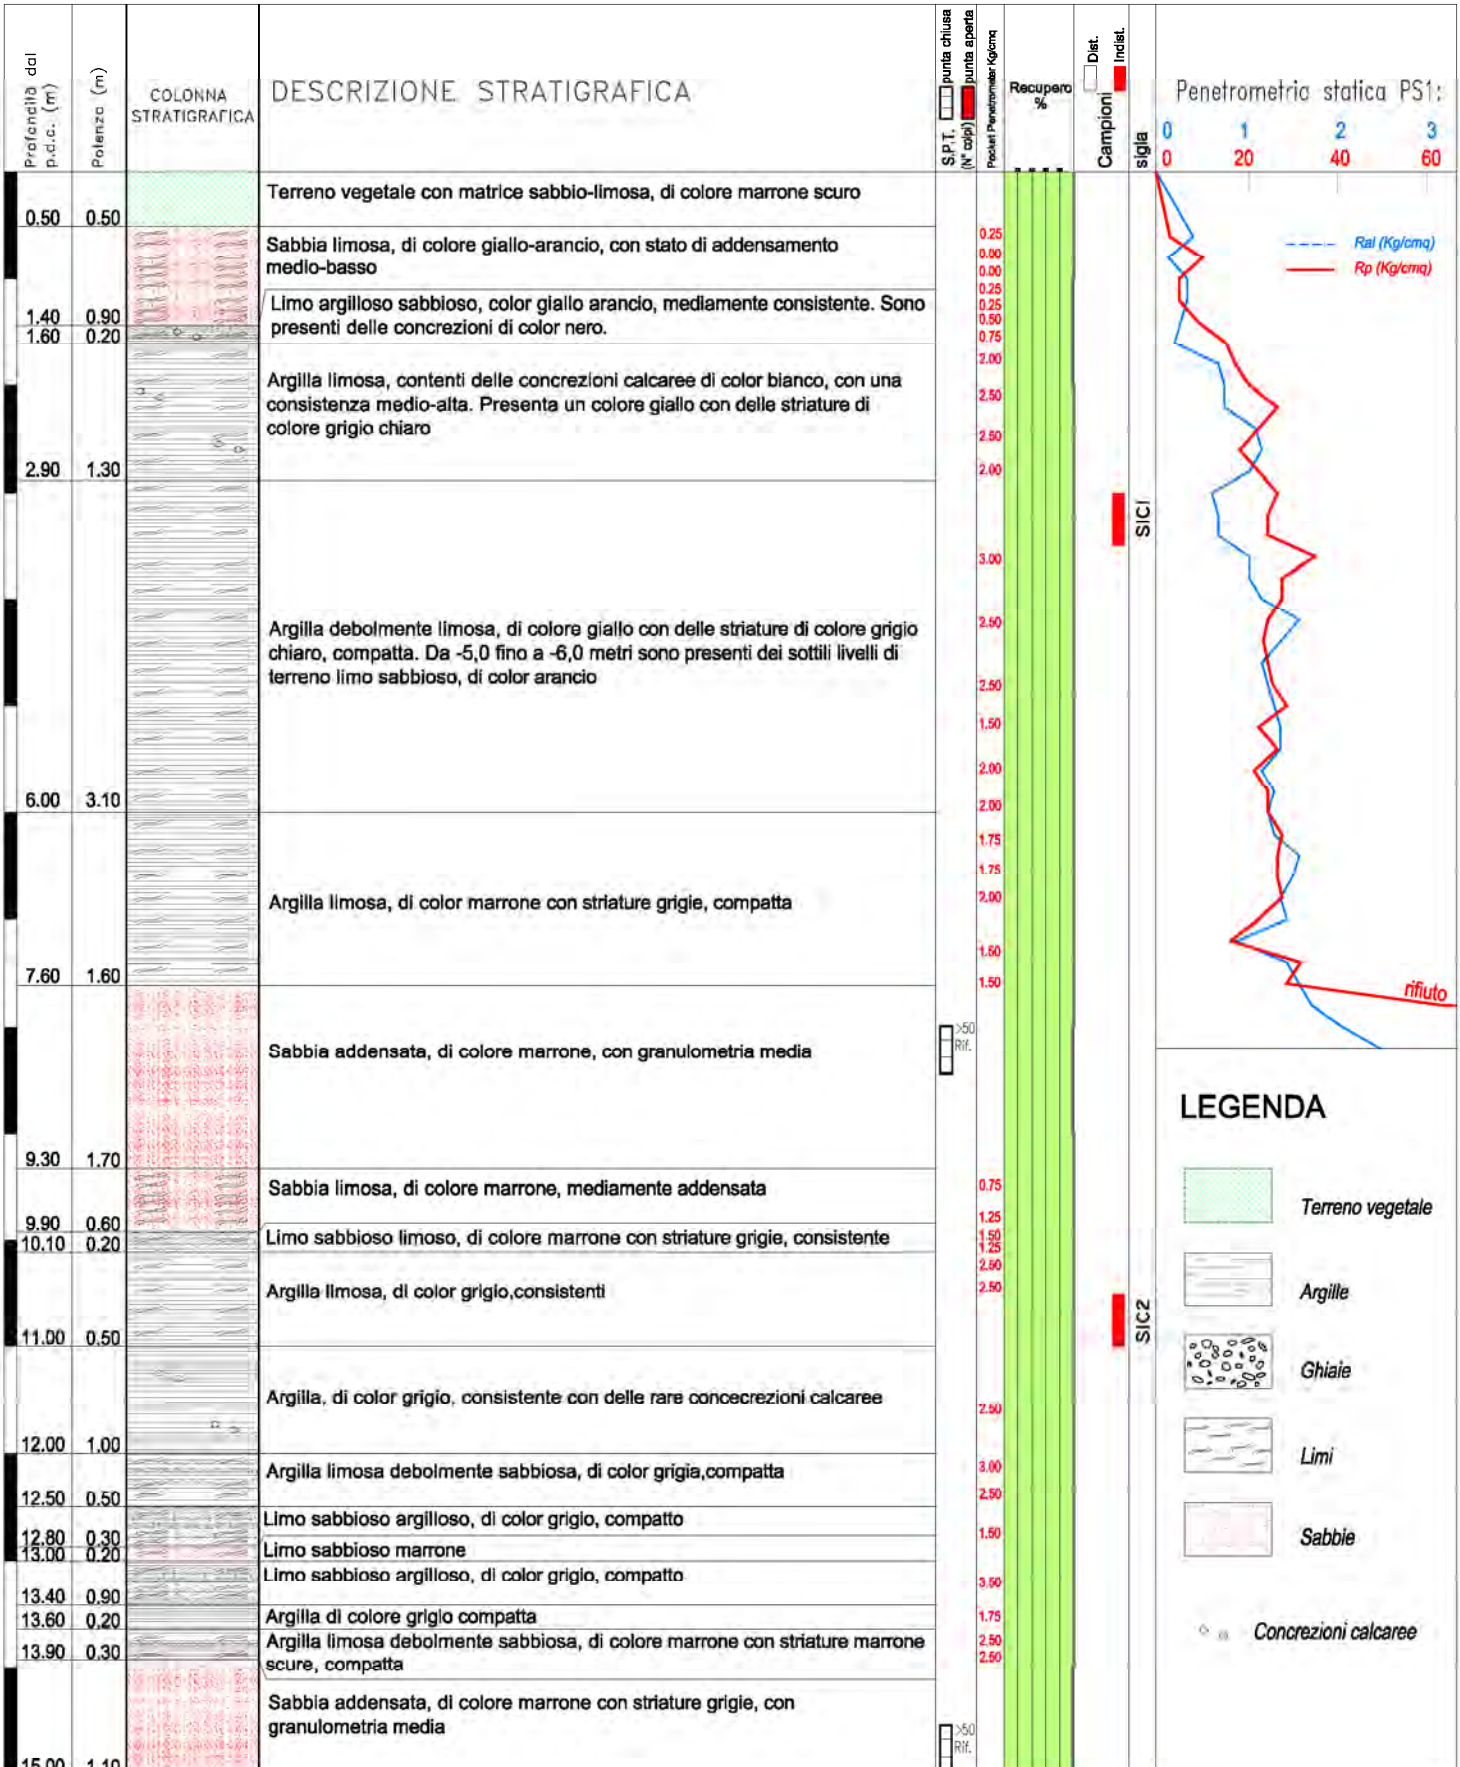 Profondità dal
p.d.c. (m)
Potenza (m)
COLONNA
STRATIGRAFICA
DESCRIZIONE STRATIGRAFICA
S.P.T.
(N° colpi)
punta chiusa
punta aperta
Pocket Penetrometer Kg/cmq
Recupero
%
Campioni
Dist.
Indist.
sigla
Penetrometria statica PS1:
0 1 2 3
0 20 40 60
Ral (Kg/cmq)
Rp (Kg/cmq)
rifiuto
0.50 0.50
Terreno vegetale con matrice sabbio-limosa, di colore marrone scuro
Sabbia limosa, di colore giallo-arancio, con stato di addensamento
medio-basso
1.40 0.90
Limo argilloso sabbioso, color giallo arancio, mediamente consistente. Sono
presenti delle concrezioni di color nero.
1.60 0.20
Argilla limosa, contenti delle concrezioni calcaree di color bianco, con una
consistenza medio-alta. Presenta un colore giallo con delle striature di
colore grigio chiaro
2.90 1.30
Argilla debolmente limosa, di colore giallo con delle striature di colore grigio
chiaro, compatta. Da -5,0 fino a -6,0 metri sono presenti dei sottili livelli di
terreno limo sabbioso, di color arancio
6.00 3.10
Argilla limosa, di color marrone con striature grigie, compatta
7.60 1.60
Sabbia addensata, di colore marrone, con granulometria media
9.30 1.70
Sabbia limosa, di colore marrone, mediamente addensata
9.90 0.60
Limo sabbioso limoso, di colore marrone con striature grigie, consistente
10.10 0.20
Argilla limosa, di color grigio,consistenti
11.00 0.50
Argilla, di color grigio, consistente con delle rare concecrezioni calcaree
12.00 1.00
Argilla limosa debolmente sabbiosa, di color grigia,compatta
12.50 0.50
Limo sabbioso argilloso, di color grigio, compatto
12.80 0.30
Limo sabbioso marrone
13.00 0.20
Limo sabbioso argilloso, di color grigio, compatto
13.40 0.90
Argilla di colore grigio compatta
13.60 0.20
Argilla limosa debolmente sabbiosa, di colore marrone con striature marrone
scure, compatta
13.90 0.30
Sabbia addensata, di colore marrone con striature grigie, con
granulometria media
15.00 1.10
>50
Rif.
>50
Rif.
0.25
0.00
0.00
0.25
0.25
0.50
0.75
2.00
2.50
2.50
2.00
3.00
2.50
2.50
1.50
2.00
2.00
1.75
1.75
2.00
1.50
1.50
0.75
1.25
1.50
1.25
2.50
2.50
2.50
3.00
2.50
1.50
3.50
1.75
2.50
2.50
SIC1
SIC2
LEGENDA
Terreno vegetale
Argille
Ghiaie
Limi
Sabbie
Concrezioni calcaree